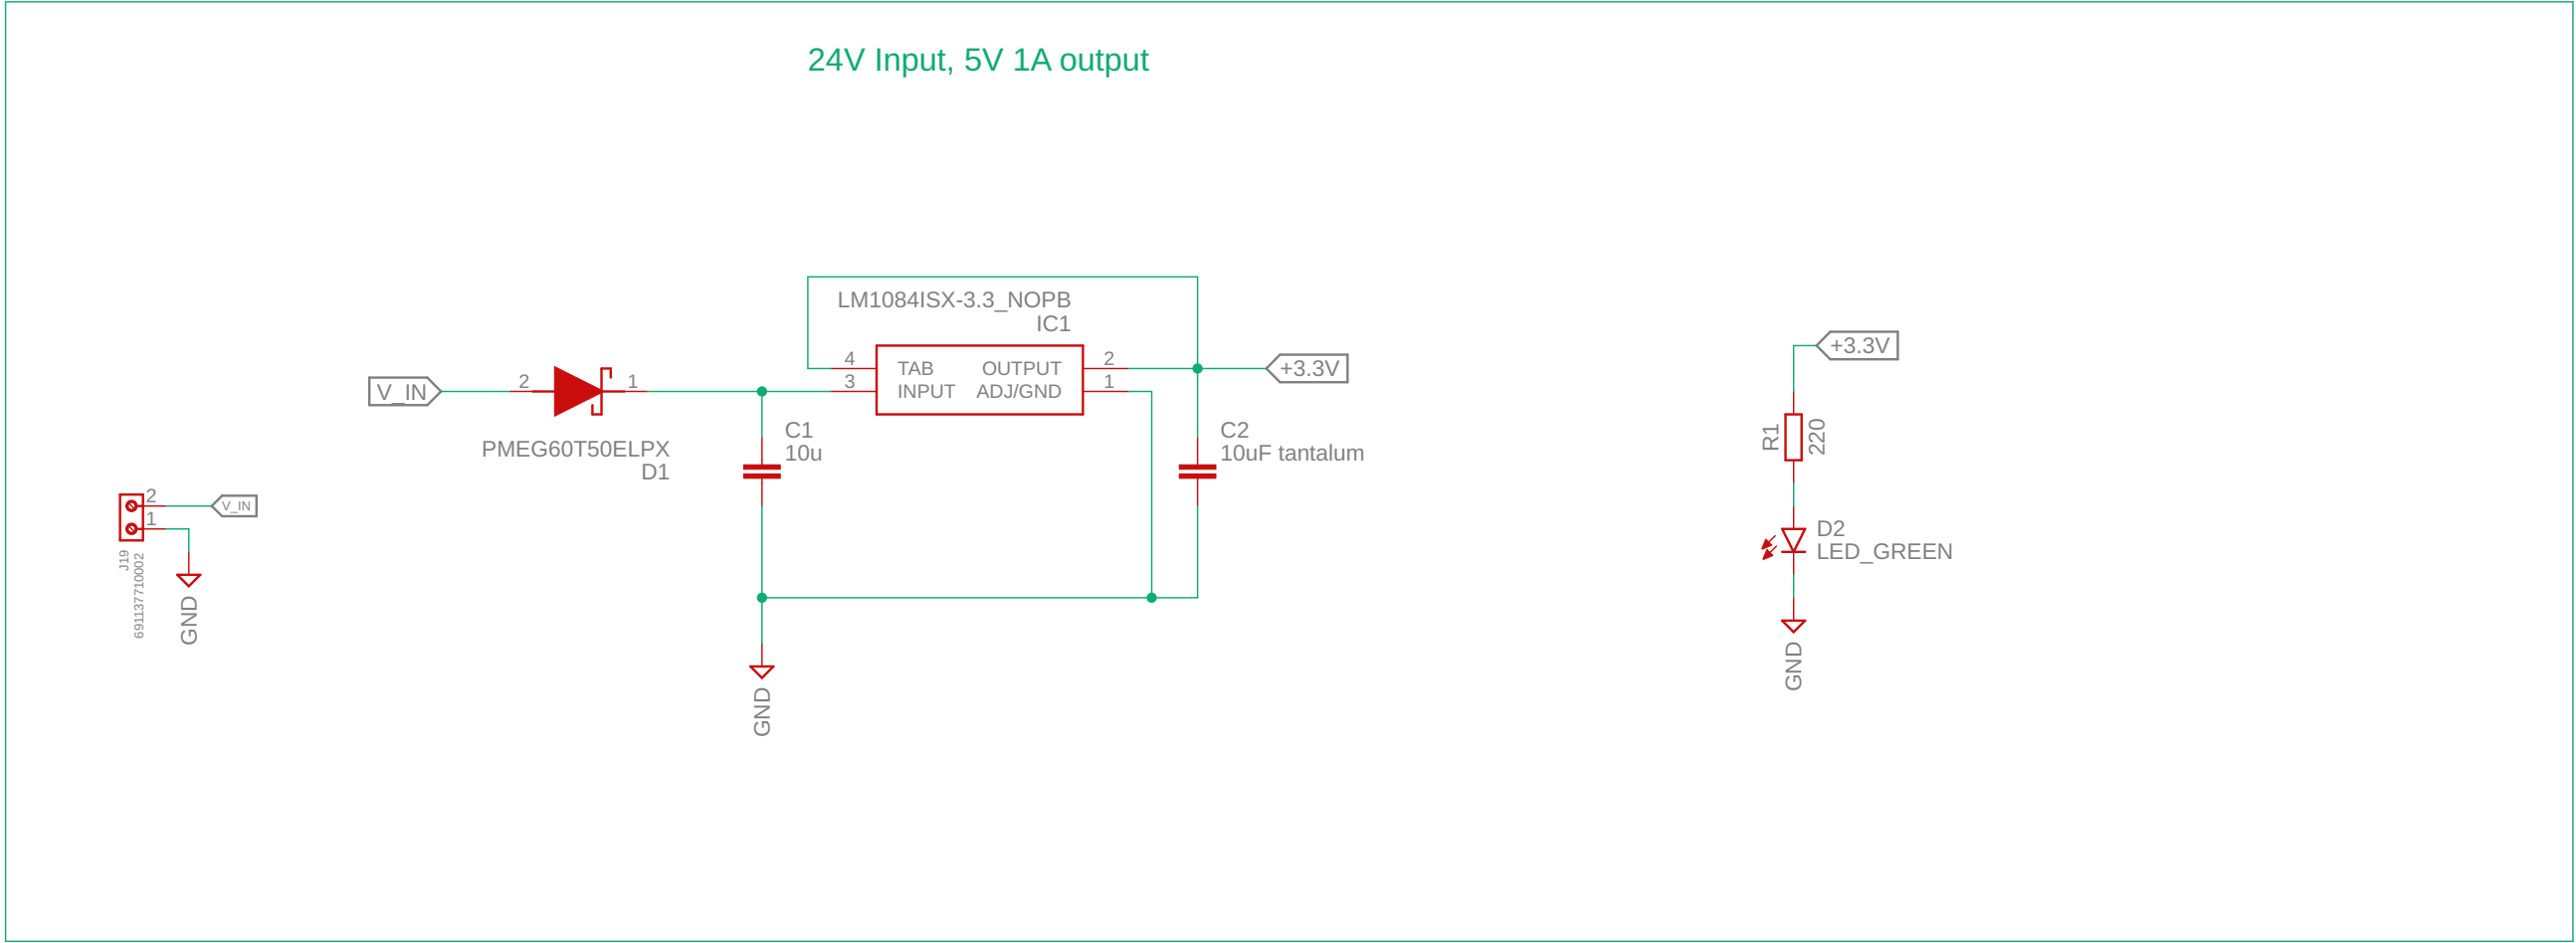 24V Input, 5V 1A output
LM1084ISX-3.3_NOPB
IC1
4
TAB
OUTPUT
2
3
INPUT
ADJ/GND
1
+3.3V
V_IN
2
1
PMEG60T50ELPX
D1
C1
10u
C2
10uF tantalum
2
1
V_IN
J19
691137710002
GND
GND
+3.3V
R1
220
D2
LED_GREEN
GND